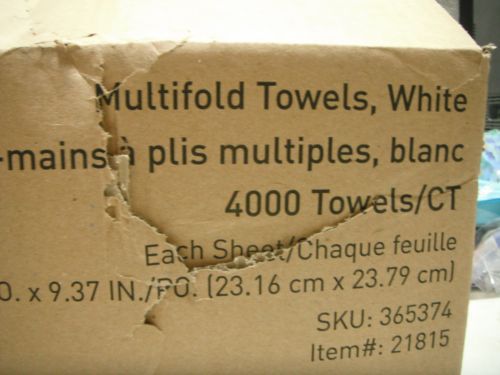 Multifold Towels, White
-mains à plis multiples, blanc
4000 Towels/CT
Each Sheet/Chaque feuille
O. x 9.37 IN./PO. (23.16 cm x 23.79 cm)
SKU: 365374
Item#: 21815